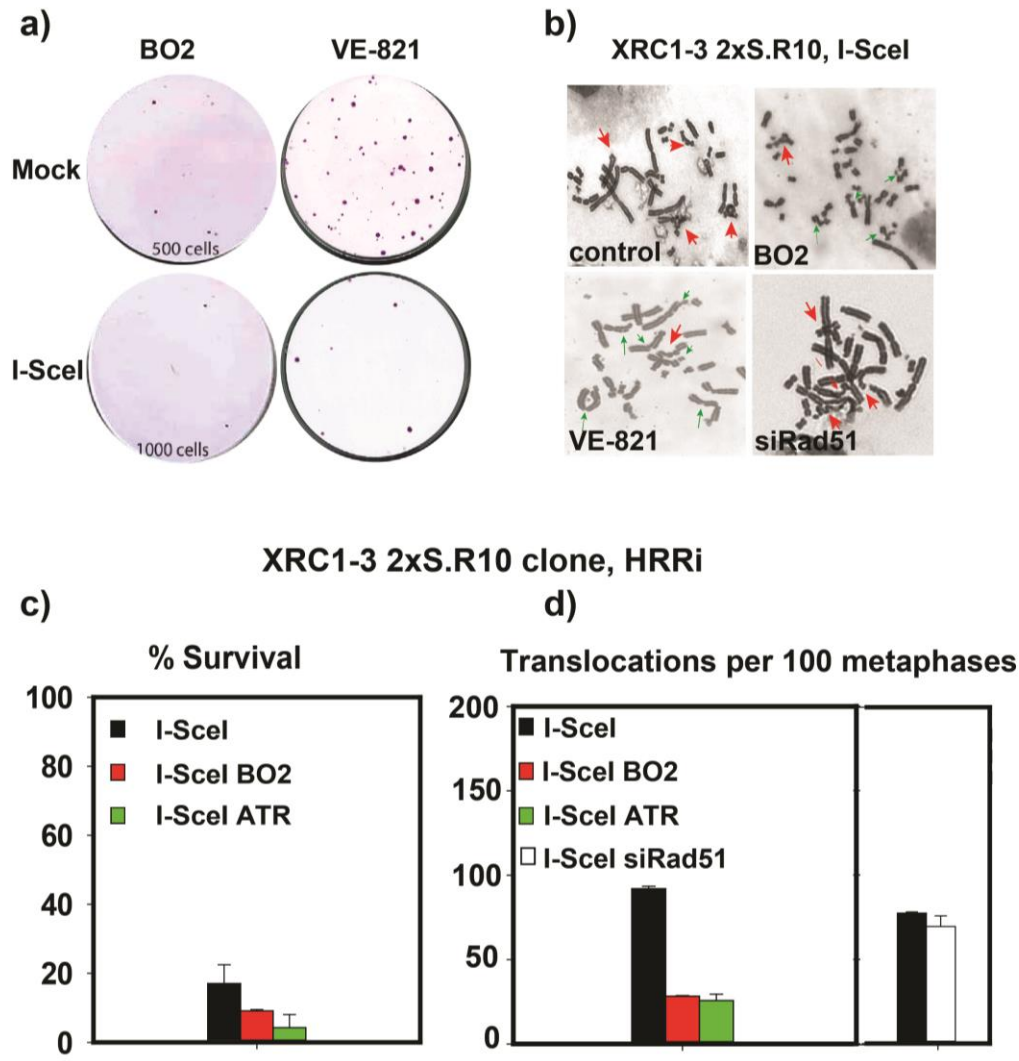 a)
BO2 VE-821
Mock
500 cells
I-SceI
1000 cells
b)
XRC1-3 2xS.R10, I-SceI
control
BO2
VE-821
siRad51
XRC1-3 2xS.R10 clone, HRRi
c)
% Survival
100
80
60
40
20
0
I-SceI
I-SceI BO2
I-SceI ATR
d)
Translocations per 100 metaphases
200
150
100
50
0
I-SceI
I-SceI BO2
I-SceI ATR
I-SceI siRad51